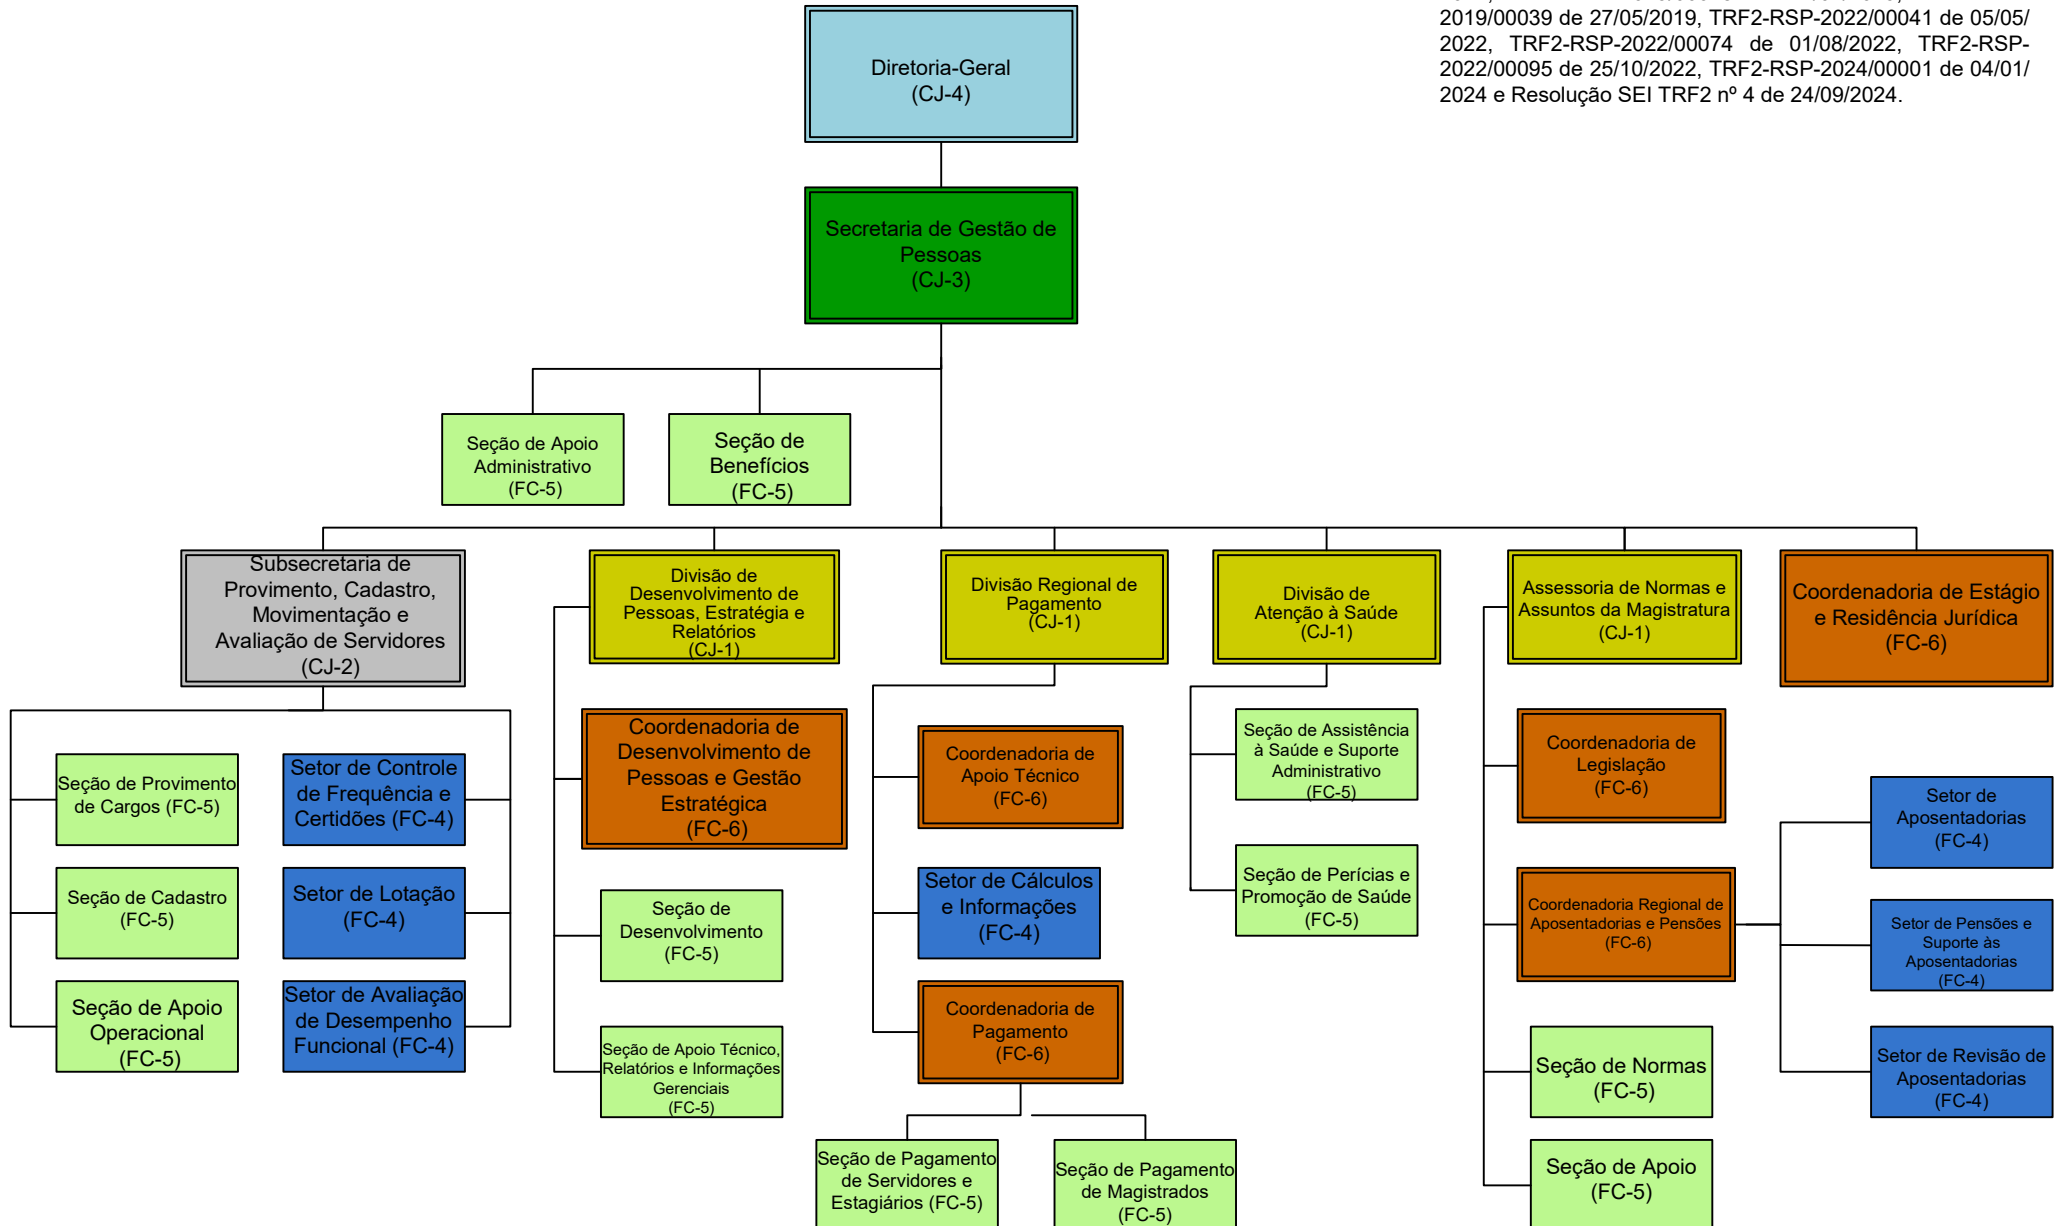 2019/00039 de 27/05/2019, TRF2-RSP-2022/00041 de 05/05/
2022, TRF2-RSP-2022/00074 de 01/08/2022, TRF2-RSP-
2022/00095 de 25/10/2022, TRF2-RSP-2024/00001 de 04/01/
2024 e Resolução SEI TRF2 nº 4 de 24/09/2024.
Diretoria-Geral
(CJ-4)
Secretaria de Gestão de
Pessoas
(CJ-3)
Seção de Apoio
Administrativo
(FC-5)
Seção de
Benefícios
(FC-5)
Subsecretaria de
Provimento, Cadastro,
Movimentação e
Avaliação de Servidores
(CJ-2)
Divisão de
Desenvolvimento de
Pessoas, Estratégia e
Relatórios
(CJ-1)
Divisão Regional de
Pagamento
(CJ-1)
Divisão de
Atenção à Saúde
(CJ-1)
Assessoria de Normas e
Assuntos da Magistratura
(CJ-1)
Coordenadoria de Estágio
e Residência Jurídica
(FC-6)
Seção de Provimento
de Cargos (FC-5)
Setor de Controle
de Frequência e
Certidões (FC-4)
Seção de Cadastro
(FC-5)
Setor de Lotação
(FC-4)
Seção de Apoio
Operacional
(FC-5)
Setor de Avaliação
de Desempenho
Funcional (FC-4)
Coordenadoria de
Desenvolvimento de
Pessoas e Gestão
Estratégica
(FC-6)
Seção de
Desenvolvimento
(FC-5)
Seção de Apoio Técnico,
Relatórios e Informações
Gerenciais
(FC-5)
Coordenadoria de
Apoio Técnico
(FC-6)
Setor de Cálculos
e Informações
(FC-4)
Coordenadoria de
Pagamento
(FC-6)
Seção de Pagamento
de Servidores e
Estagiários (FC-5)
Seção de Pagamento
de Magistrados
(FC-5)
Seção de Assistência
à Saúde e Suporte
Administrativo
(FC-5)
Seção de Perícias e
Promoção de Saúde
(FC-5)
Coordenadoria de
Legislação
(FC-6)
Coordenadoria Regional de
Aposentadorias e Pensões
(FC-6)
Seção de Normas
(FC-5)
Seção de Apoio
(FC-5)
Setor de
Aposentadorias
(FC-4)
Setor de Pensões e
Suporte às
Aposentadorias
(FC-4)
Setor de Revisão de
Aposentadorias
(FC-4)